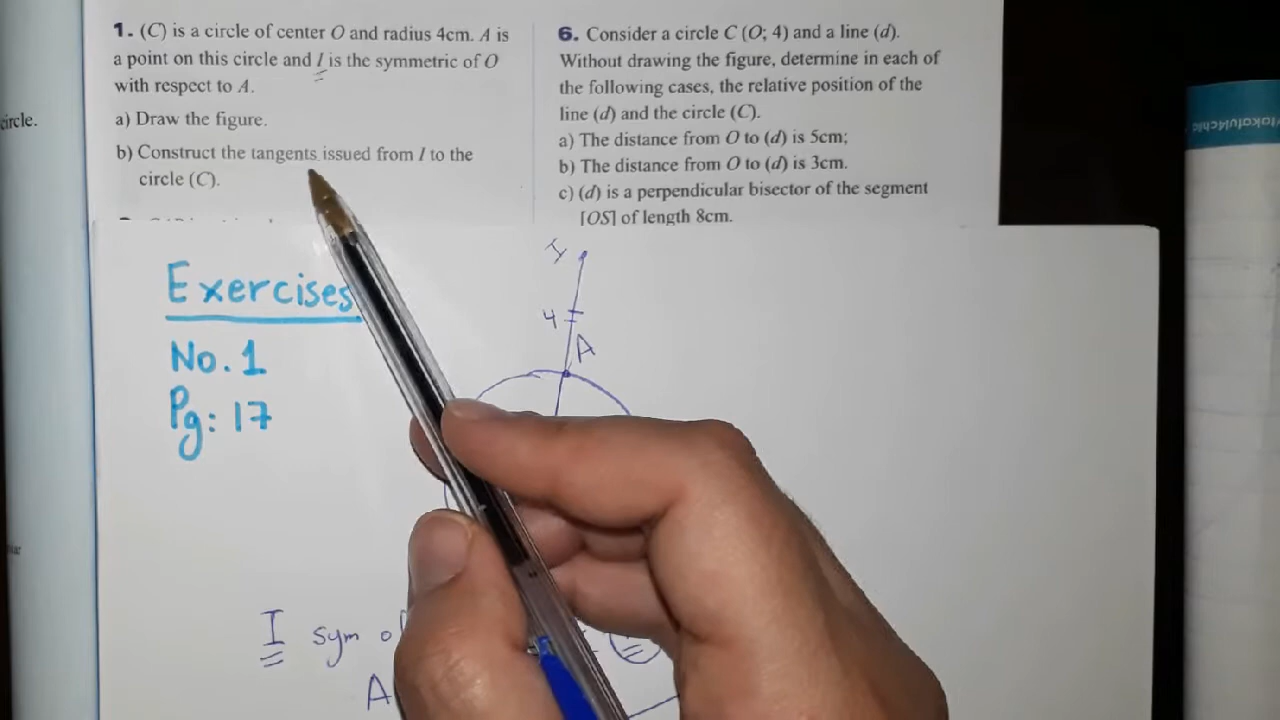 circle.
1. (C) is a circle of center O and radius 4cm. A is
a point on this circle and I is the symmetric of O
with respect to A.
a) Draw the figure.
b) Construct the tangents issued from I to the
circle (C).
6. Consider a circle C (O; 4) and a line (d).
Without drawing the figure, determine in each of
the following cases, the relative position of the
line (d) and the circle (C).
a) The distance from O to (d) is 5cm;
b) The distance from O to (d) is 3cm.
c) (d) is a perpendicular bisector of the segment
[OS] of length 8cm.
Exercises
No. 1
Pg: 17
I
4
A
I sym of
A